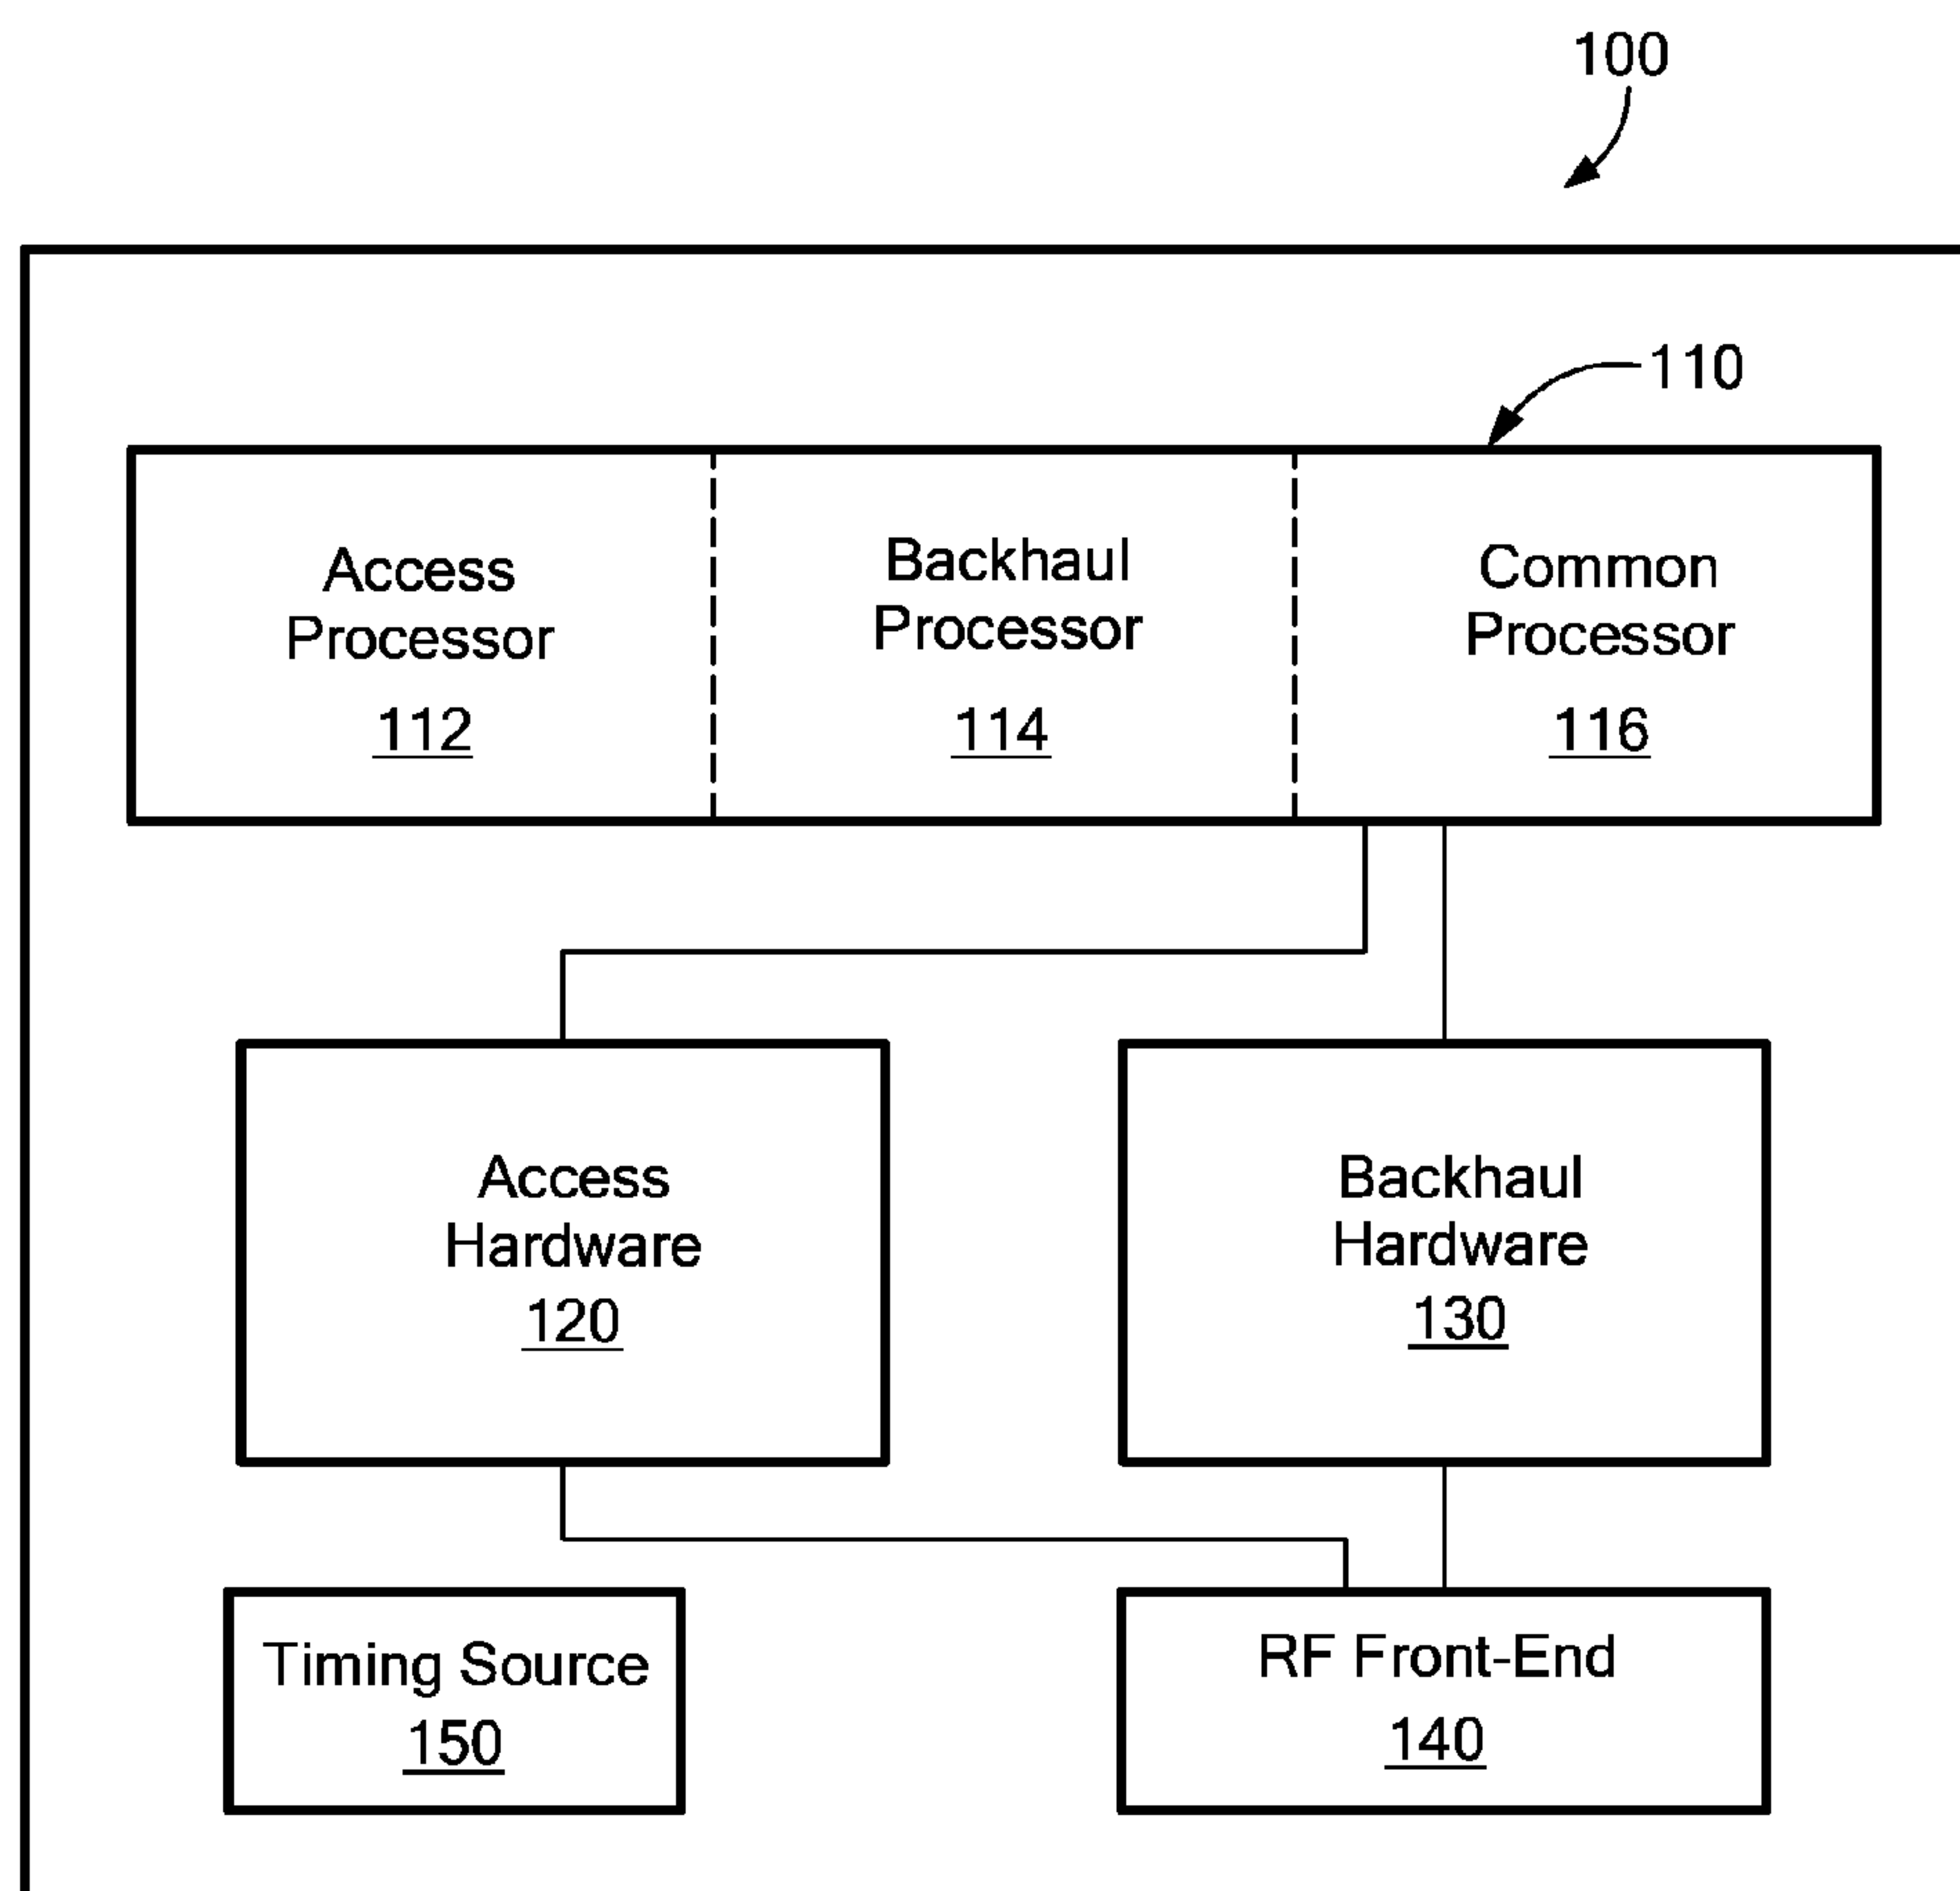 100
110
Access
Processor
112
Backhaul
Processor
114
Common
Processor
116
Access
Hardware
120
Backhaul
Hardware
130
Timing Source
150
RF Front-End
140